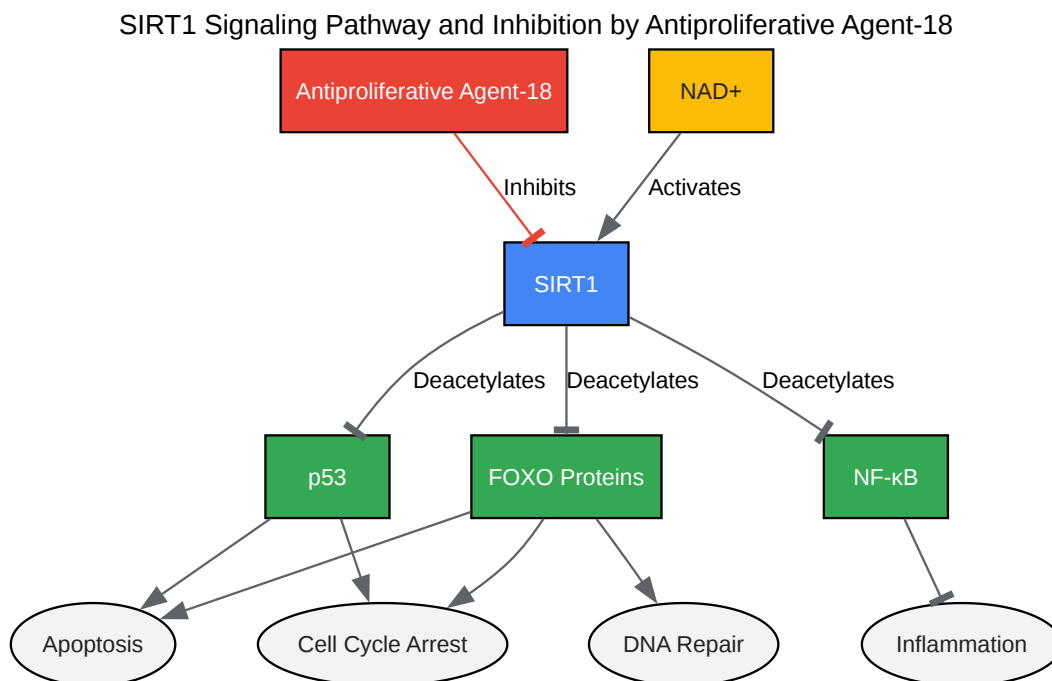 SIRT1 Signaling Pathway and Inhibition by Antiproliferative Agent-18
Antiproliferative Agent-18
NAD+
Inhibits
Activates
SIRT1
Deacetylates
Deacetylates
Deacetylates
p53
FOXO Proteins
NF-κB
Apoptosis
Cell Cycle Arrest
DNA Repair
Inflammation